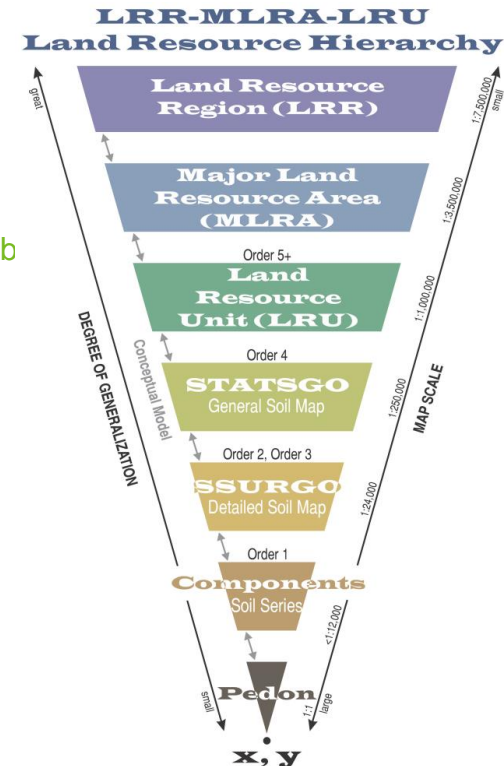 LRR-MLRA-LRU
Land Resource Hierarchy
great
small
Land Resource
Region (LRR)
1:7,500,000
Major Land
Resource Area
(MLRA)
1:3,500,000
b
Order 5+
Land
Resource
Unit (LRU)
1:1,000,000
DEGREE OF GENERALIZATION
Conceptual Model
MAP SCALE
Order 4
STATSGO
General Soil Map
1:250,000
Order 2, Order 3
SSURGO
Detailed Soil Map
1:24,000
Order 1
Components
Soil Series
<1:12,000
Pedon
1:1
small
large
x, y